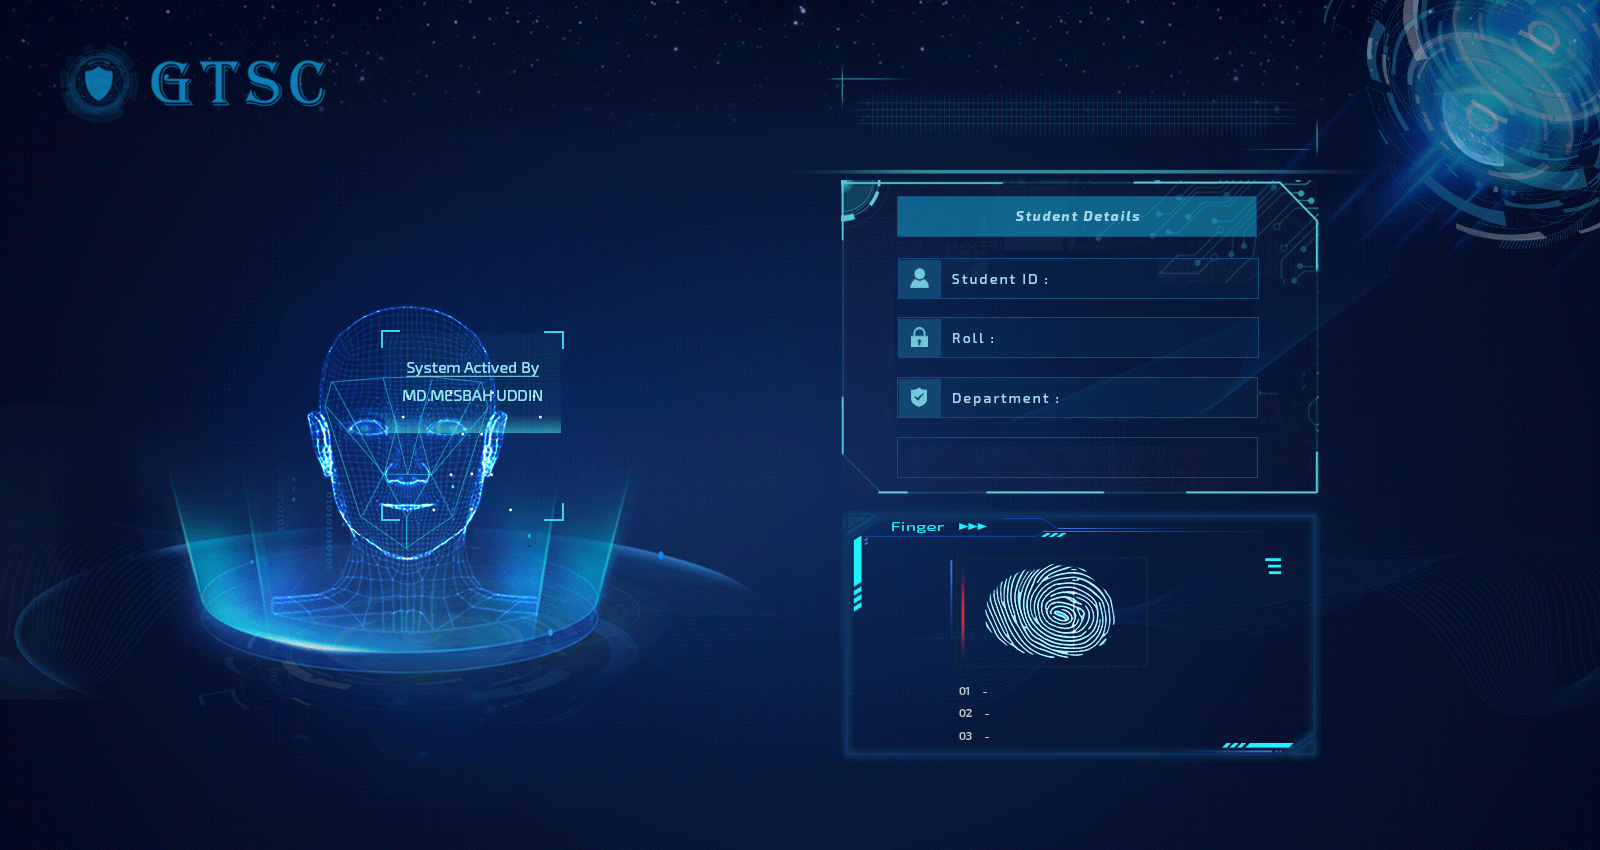 GTSC
System Actived By
MD.MESBAH UDDIN
Student Details
Student ID :
Roll :
Department :
Finger
01 -
02 -
03 -